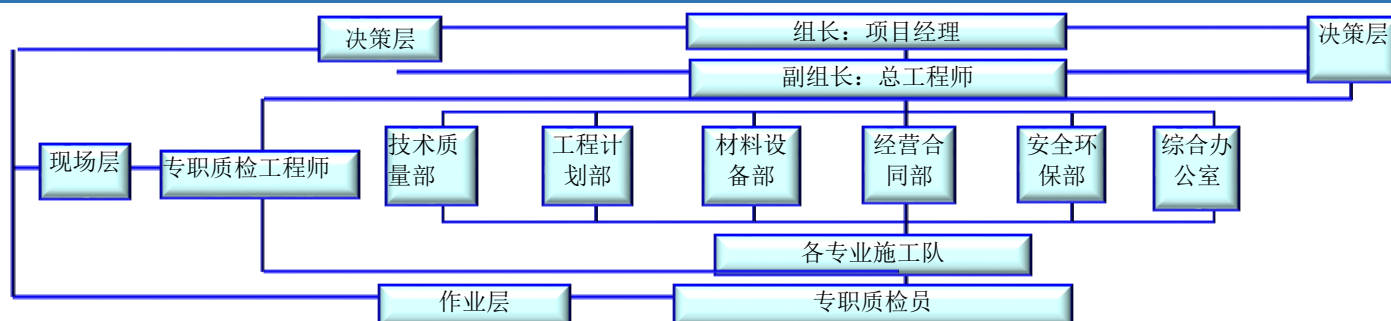 决策层
组长：项目经理
决策层
副组长：总工程师
现场层
专职质检工程师
技术质
量部
工程计
划部
材料设
备部
经营合
同部
安全环
保部
综合办
公室
各专业施工队
作业层
专职质检员